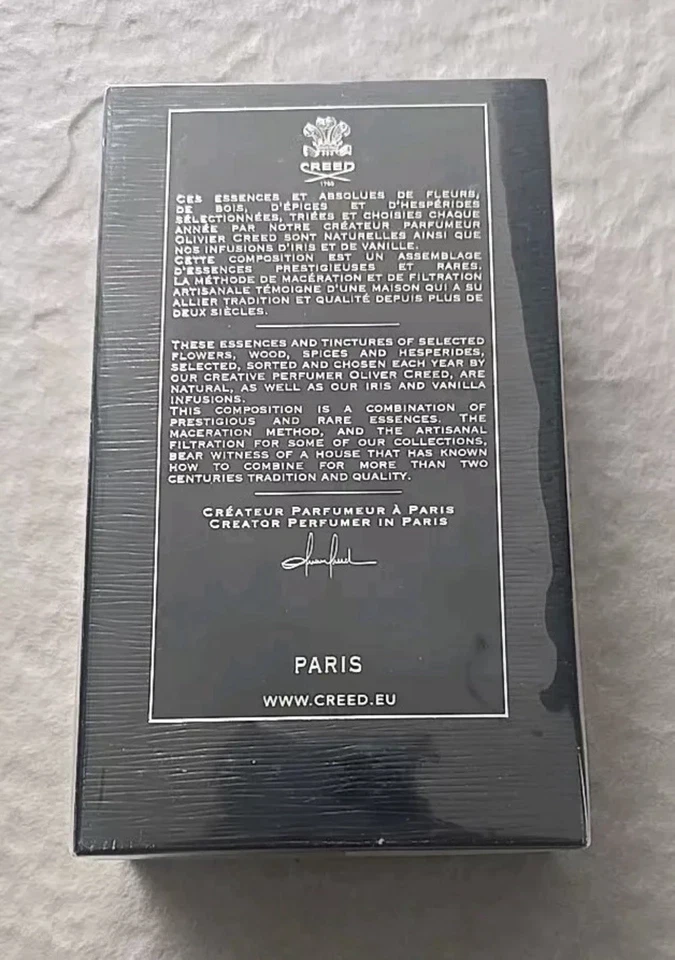 CREED
1760
CES ESSENCES ET ABSOLUES DE FLEURS,
DE BOIS, D'ÉPICES ET D'HESPÉRIDES
SÉLECTIONNÉES, TRIÉES ET CHOISIES CHAQUE
ANNÉE PAR NOTRE CRÉATEUR PARFUMEUR
OLIVIER CREED SONT NATURELLES AINSI QUE
NOS INFUSIONS D'IRIS ET DE VANILLE.
CETTE COMPOSITION EST UN ASSEMBLAGE
D'ESSENCES PRESTIGIEUSES ET RARES.
LA MÉTHODE DE MACÉRATION ET DE FILTRATION
ARTISANALE TÉMOIGNE D'UNE MAISON QUI A SU
ALLIER TRADITION ET QUALITÉ DEPUIS PLUS DE
DEUX SIÈCLES.
THESE ESSENCES AND TINCTURES OF SELECTED
FLOWERS, WOOD, SPICES AND HESPERIDES,
SELECTED, SORTED AND CHOSEN EACH YEAR BY
OUR CREATIVE PERFUMER OLIVER CREED, ARE
NATURAL, AS WELL AS OUR IRIS AND VANILLA
INFUSIONS.
THIS COMPOSITION IS A COMBINATION OF
PRESTIGIOUS AND RARE ESSENCES. THE
MACERATION METHOD, AND THE ARTISANAL
FILTRATION FOR SOME OF OUR COLLECTIONS,
BEAR WITNESS OF A HOUSE THAT HAS KNOWN
HOW TO COMBINE FOR MORE THAN TWO
CENTURIES TRADITION AND QUALITY.
CRÉATEUR PARFUMEUR À PARIS
CREATOR PERFUMER IN PARIS
PARIS
WWW.CREED.EU